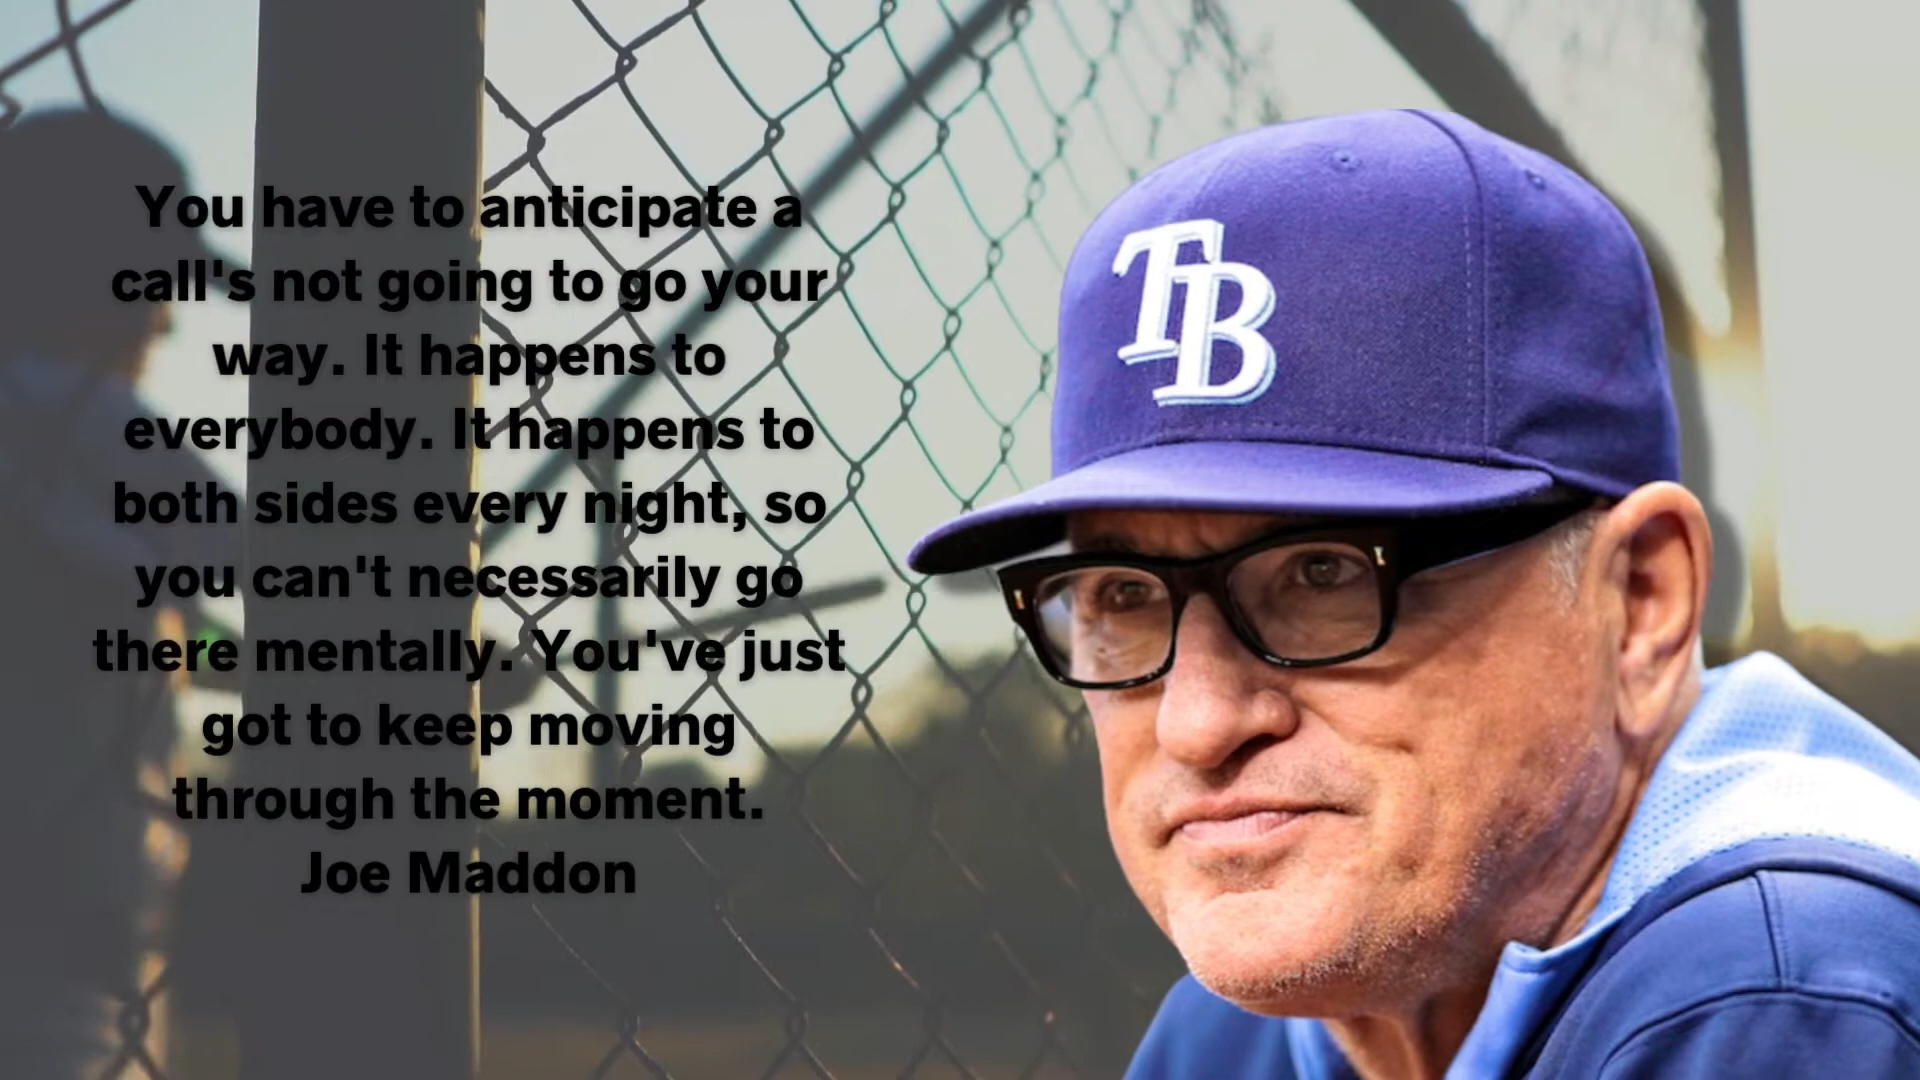 You have to anticipate a
call's not going to go your
way. It happens to
everybody. It happens to
both sides every night, so
you can't necessarily go
there mentally. You've just
got to keep moving
through the moment.
Joe Maddon
TB